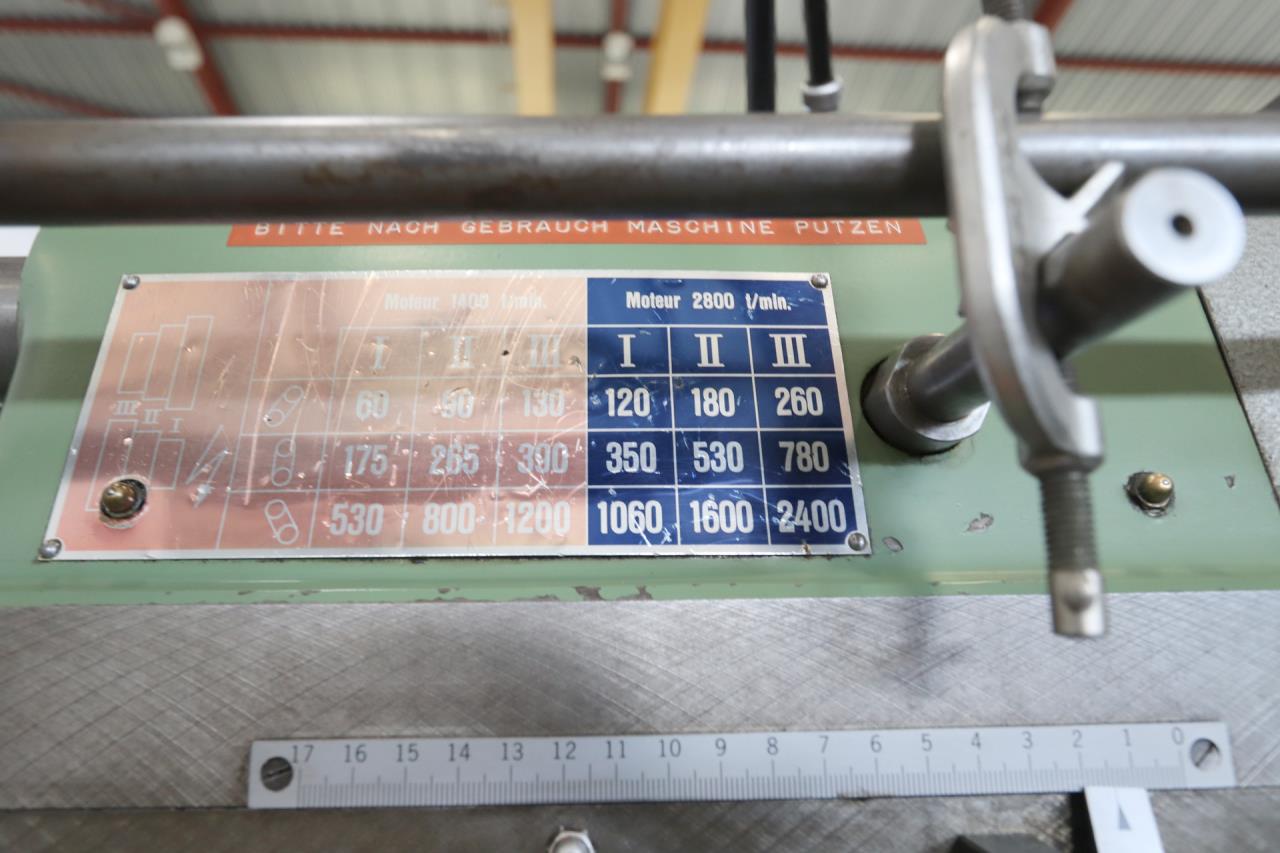 BITTE NACH GEBRAUCH MASCHINE PUTZEN
Moteur 1400 t/min. Moteur 2800 t/min.
I II III I II III
60 90 130 120 180 260
175 265 390 350 530 780
530 800 1200 1060 1600 2400
III II I
17 16 15 14 13 12 11 10 9 8 7 6 5 4 3 2 1 0